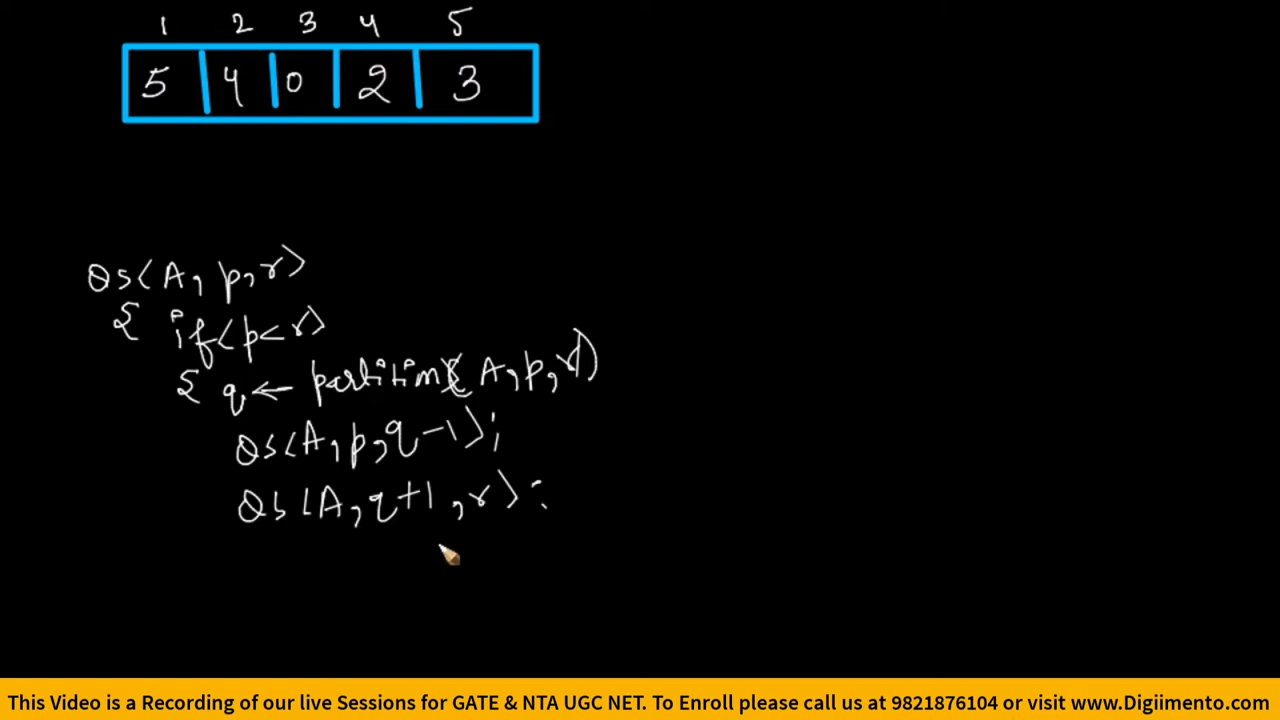 1 2 3 4 5
5 4 0 2 3
QS(A, p, r)
{ if(p<r)
{ q ← partition(A, p, r)
QS(A, p, q-1);
QS(A, q+1, r);
This Video is a Recording of our live Sessions for GATE & NTA UGC NET. To Enroll please call us at 9821876104 or visit www.Digiimento.com